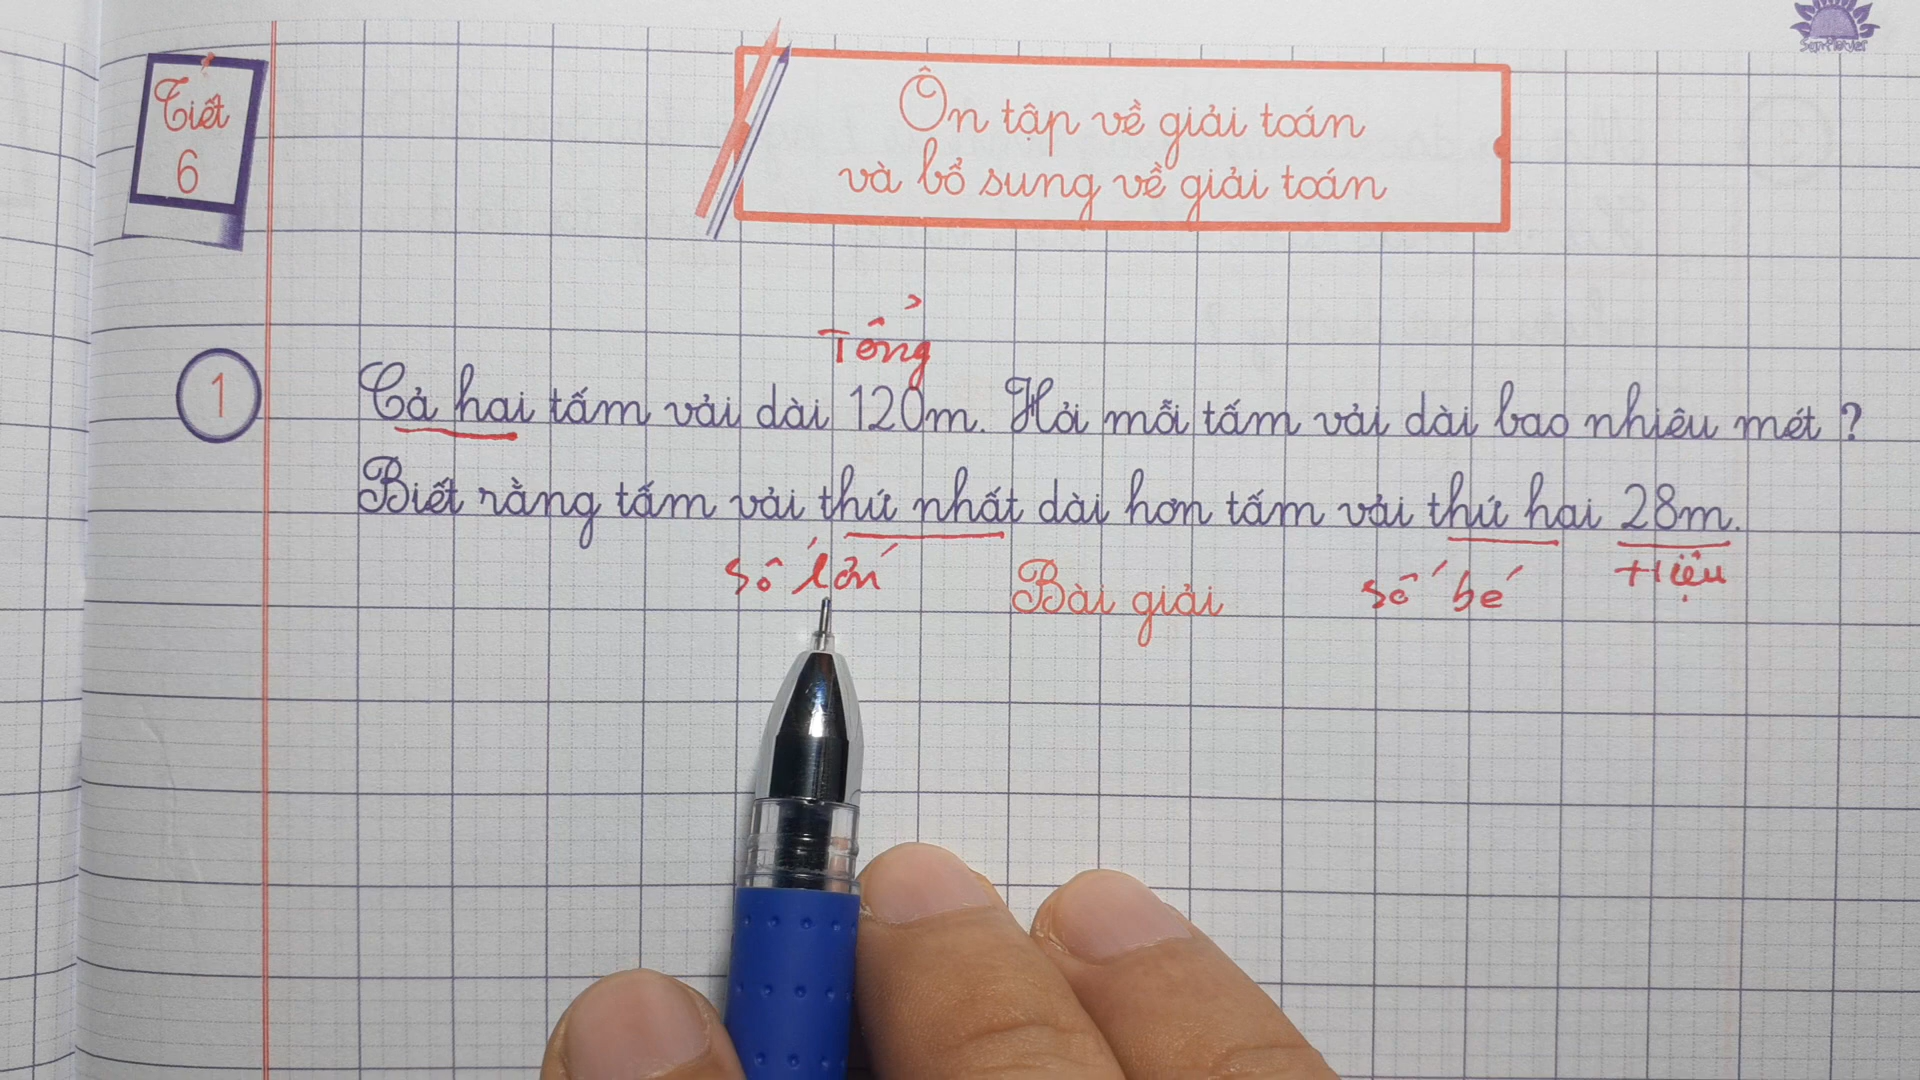 Tiết
6
Ôn tập về giải toán
và bổ sung về giải toán
Sunflower
Tổng
1
Cả hai tấm vải dài 120m. Hỏi mỗi tấm vải dài bao nhiêu mét ?
Biết rằng tấm vải thứ nhất dài hơn tấm vải thứ hai 28m.
Số lớn
Bài giải
số bé
Hiệu